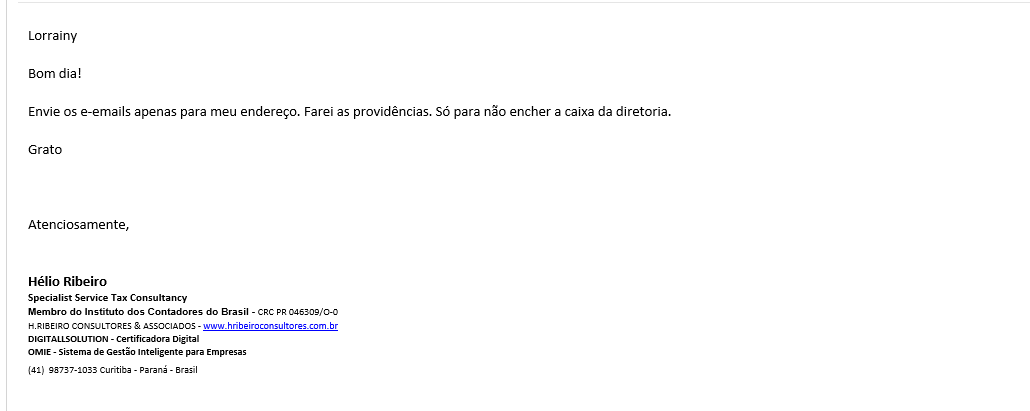 Lorrainy
Bom dia!
Envie os e-emails apenas para meu endereço. Farei as providências. Só para não encher a caixa da diretoria.
Grato
Atenciosamente,
Hélio Ribeiro
Specialist Service Tax Consultancy
Membro do Instituto dos Contadores do Brasil - CRC PR 046309/O-0
H.RIBEIRO CONSULTORES & ASSOCIADOS - www.hribeiroconsultores.com.br
DIGITALLSOLUTION - Certificadora Digital
OMIE - Sistema de Gestão Inteligente para Empresas
(41) 98737-1033 Curitiba - Paraná - Brasil